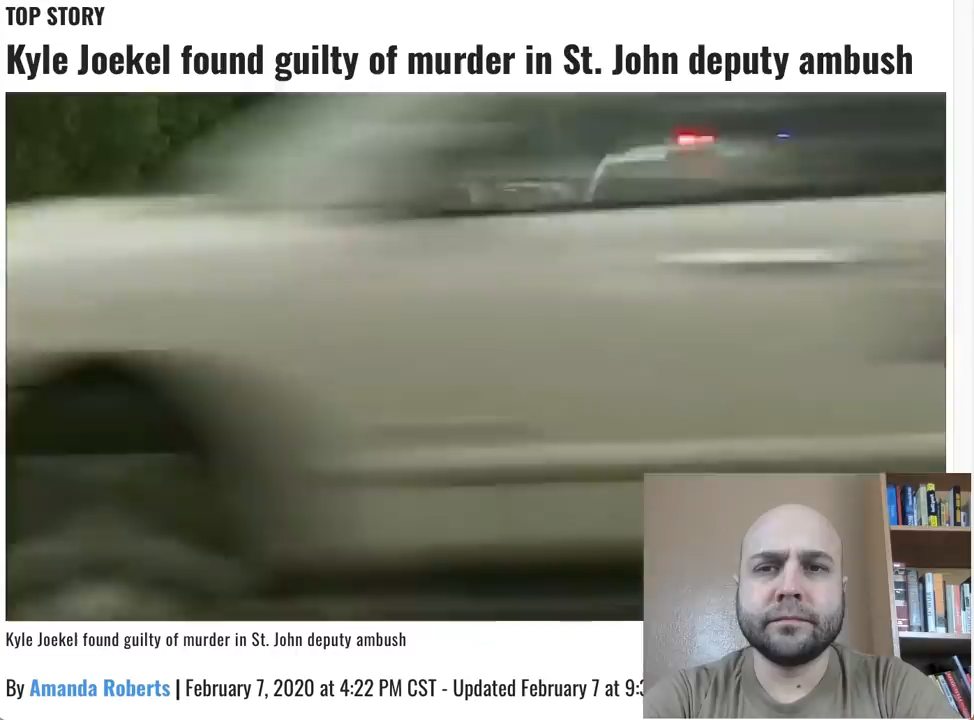 TOP STORY
Kyle Joekel found guilty of murder in St. John deputy ambush
Kyle Joekel found guilty of murder in St. John deputy ambush
By Amanda Roberts | February 7, 2020 at 4:22 PM CST - Updated February 7 at 9:3